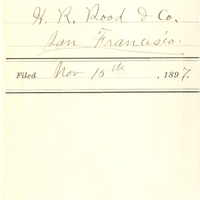 H. R. Rood & Co.
San Francisco.
Filed Nov 15th, 1897.